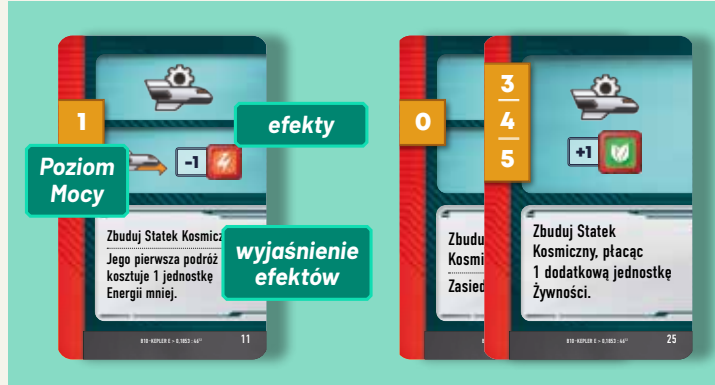 1
efekty
-1
Poziom
Mocy
Zbuduj Statek
Jego pierwsza podróż
kosztuje 1 jednostkę
Energii mniej.
wyjaśnienie
efektów
11
0
3
4
5
+1
Zbuduj Statek
Kosmiczny, płacąc
1 dodatkową jednostkę
Żywności.
25